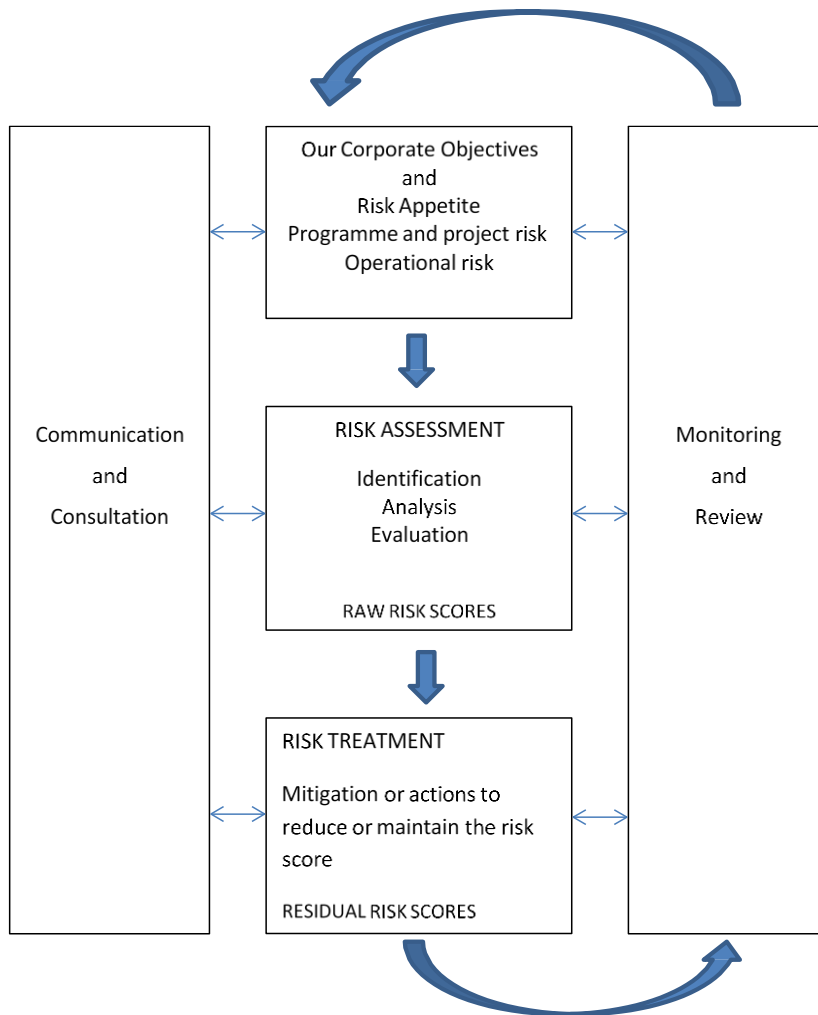 Our Corporate Objectives
and
Risk Appetite
Programme and project risk
Operational risk
Communication
and
Consultation
RISK ASSESSMENT
Identification
Analysis
Evaluation
RAW RISK SCORES
Monitoring
and
Review
RISK TREATMENT
Mitigation or actions to
reduce or maintain the risk
score
RESIDUAL RISK SCORES